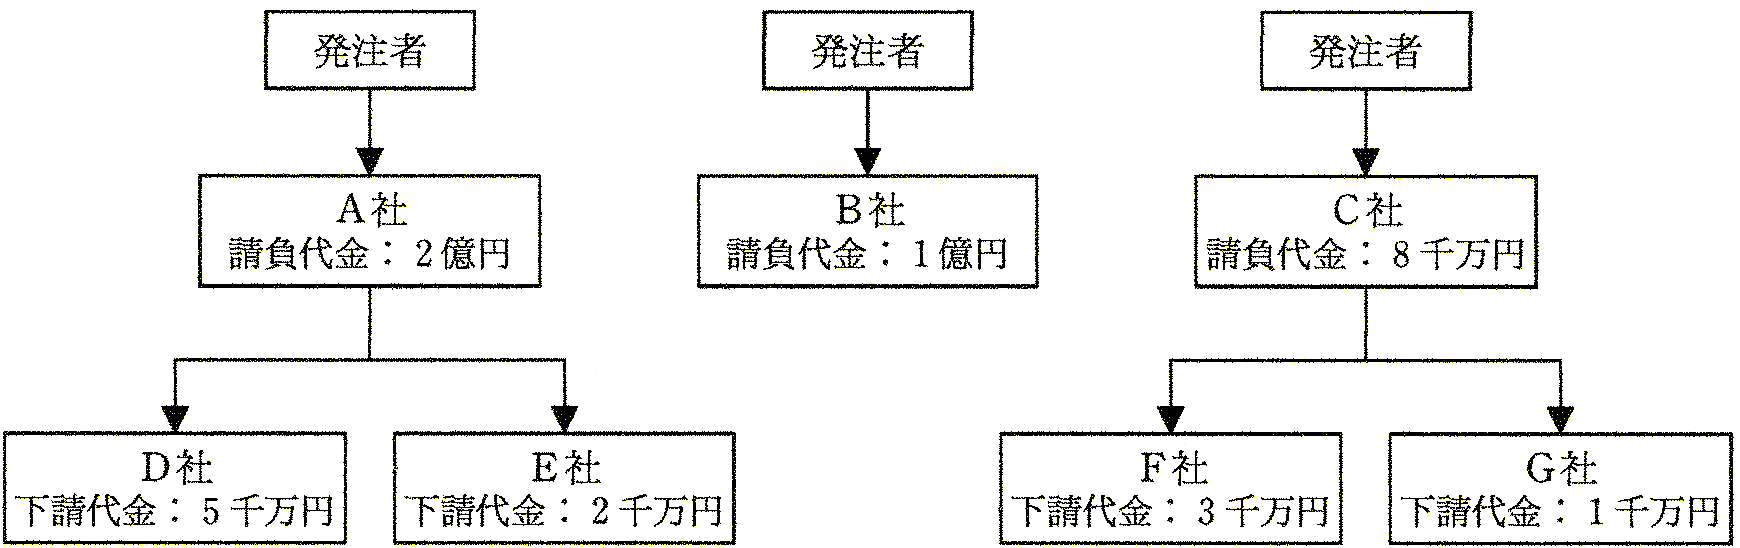 発注者
発注者
発注者
A社
請負代金：2億円
B社
請負代金：1億円
C社
請負代金：8千万円
D社
下請代金：5千万円
E社
下請代金：2千万円
F社
下請代金：3千万円
G社
下請代金：1千万円